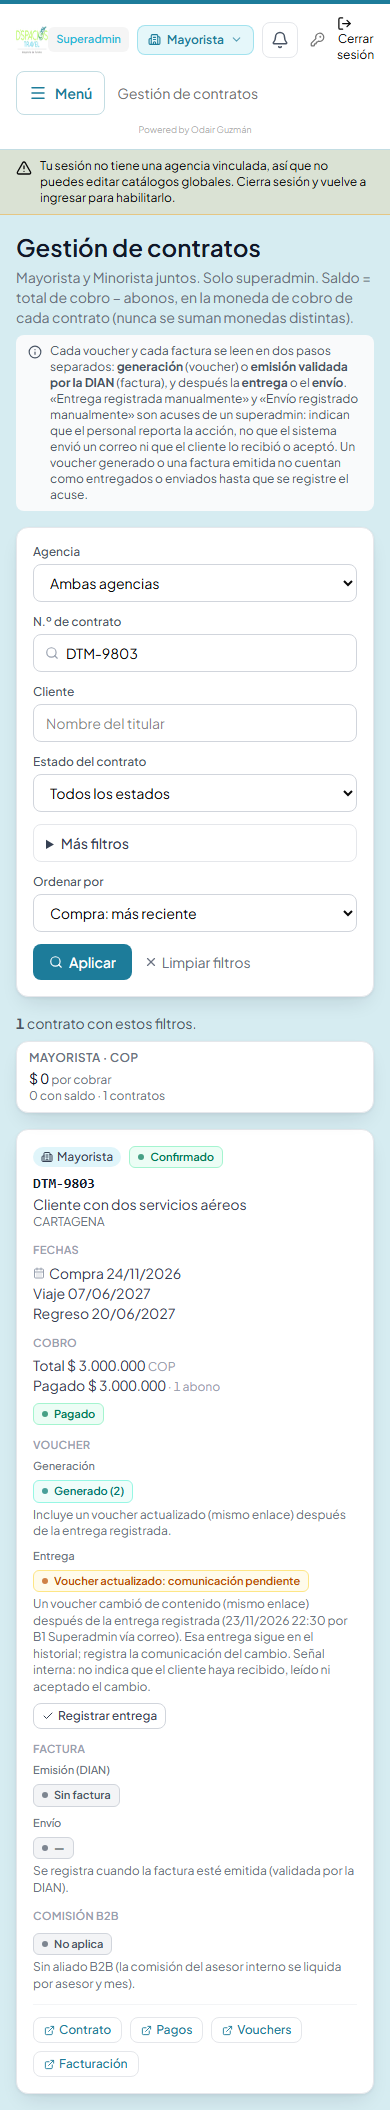 DSPACIOS
TRAVEL
Superadmin
Mayorista
Cerrar
sesión
Menú
Gestión de contratos
Powered by Odair Guzmán
Tu sesión no tiene una agencia vinculada, así que no
puedes editar catálogos globales. Cierra sesión y vuelve a
ingresar para habilitarlo.
Gestión de contratos
Mayorista y Minorista juntos. Solo superadmin. Saldo =
total de cobro − abonos, en la moneda de cobro de
cada contrato (nunca se suman monedas distintas).
Cada voucher y cada factura se leen en dos pasos
separados: generación (voucher) o emisión validada
por la DIAN (factura), y después la entrega o el envío.
«Entrega registrada manualmente» y «Envío registrado
manualmente» son acuses de un superadmin: indican
que el personal reporta la acción, no que el sistema
envió un correo ni que el cliente lo recibió o aceptó. Un
voucher generado o una factura emitida no cuentan
como entregados o enviados hasta que se registre el
acuse.
Agencia
Ambas agencias
N.º de contrato
DTM-9803
Cliente
Nombre del titular
Estado del contrato
Todos los estados
Más filtros
Ordenar por
Compra: más reciente
Aplicar
Limpiar filtros
1 contrato con estos filtros.
MAYORISTA · COP
$ 0 por cobrar
0 con saldo · 1 contratos
Mayorista
Confirmado
DTM-9803
Cliente con dos servicios aéreos
CARTAGENA
FECHAS
Compra 24/11/2026
Viaje 07/06/2027
Regreso 20/06/2027
COBRO
Total $ 3.000.000 COP
Pagado $ 3.000.000 · 1 abono
Pagado
VOUCHER
Generación
Generado (2)
Incluye un voucher actualizado (mismo enlace) después
de la entrega registrada.
Entrega
Voucher actualizado: comunicación pendiente
Un voucher cambió de contenido (mismo enlace)
después de la entrega registrada (23/11/2026 22:30 por
B1 Superadmin vía correo). Esa entrega sigue en el
historial; registra la comunicación del cambio. Señal
interna: no indica que el cliente haya recibido, leído ni
aceptado el cambio.
Registrar entrega
FACTURA
Emisión (DIAN)
Sin factura
Envío
—
Se registra cuando la factura esté emitida (validada por la
DIAN).
COMISIÓN B2B
No aplica
Sin aliado B2B (la comisión del asesor interno se liquida
por asesor y mes).
Contrato
Pagos
Vouchers
Facturación